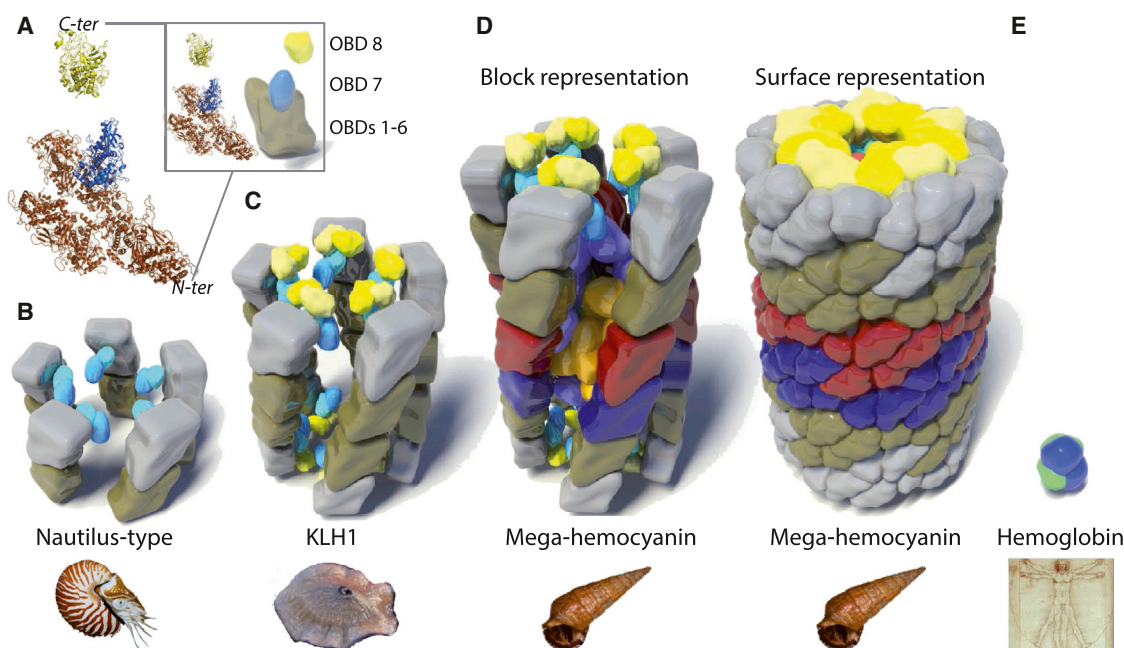 A
C-ter
OBD 8
OBD 7
OBDs 1-6
N-ter
B
C
D
E
Block representation
Surface representation
Nautilus-type
KLH1
Mega-hemocyanin
Mega-hemocyanin
Hemoglobin